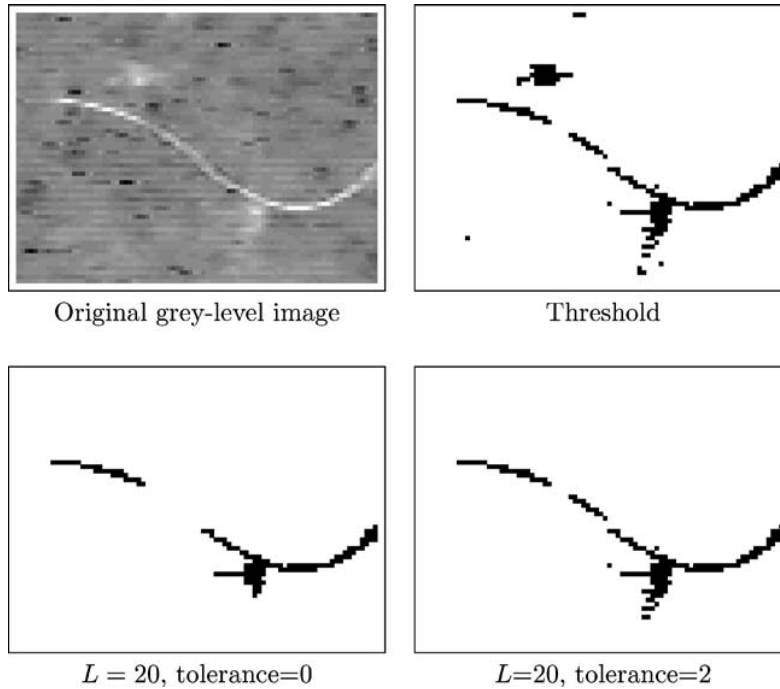 Original grey-level image
Threshold
L = 20, tolerance=0
L=20, tolerance=2